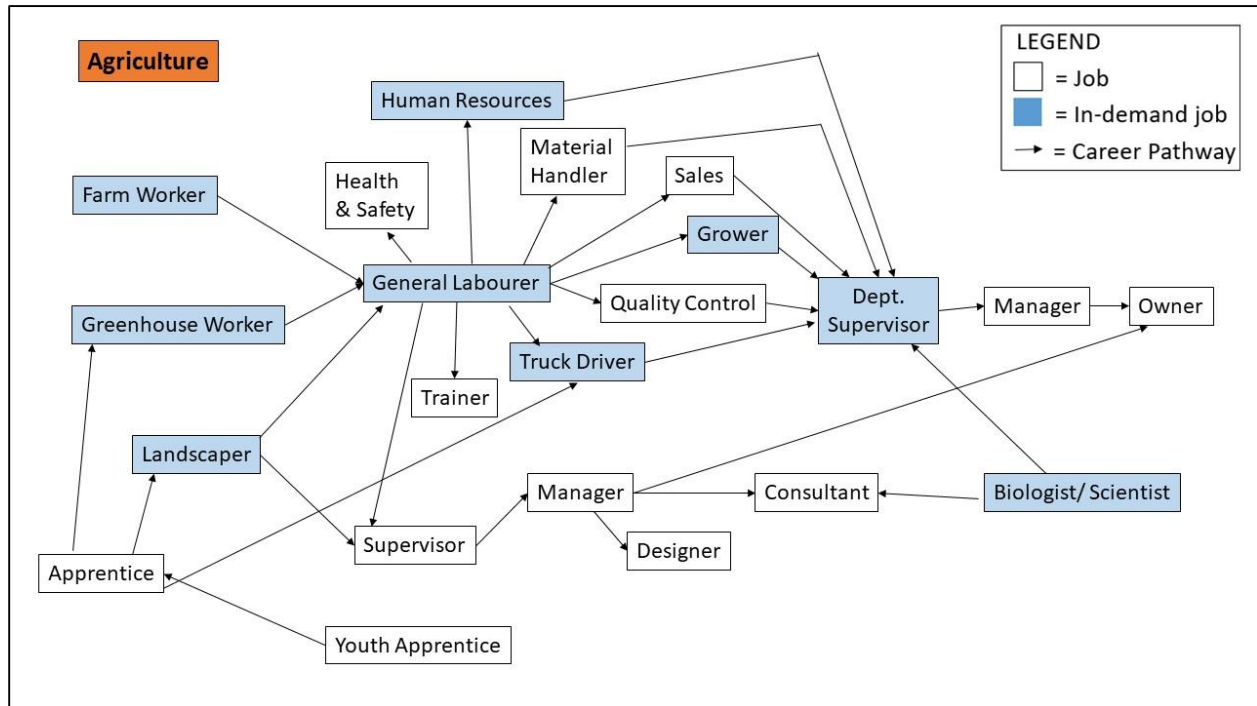 Agriculture
LEGEND
= Job
= In-demand job
= Career Pathway
Human Resources
Material
Handler
Sales
Health
& Safety
Farm Worker
Grower
General Labourer
Quality Control
Dept.
Supervisor
Manager
Owner
Greenhouse Worker
Truck Driver
Trainer
Landscaper
Manager
Consultant
Biologist/ Scientist
Supervisor
Designer
Apprentice
Youth Apprentice